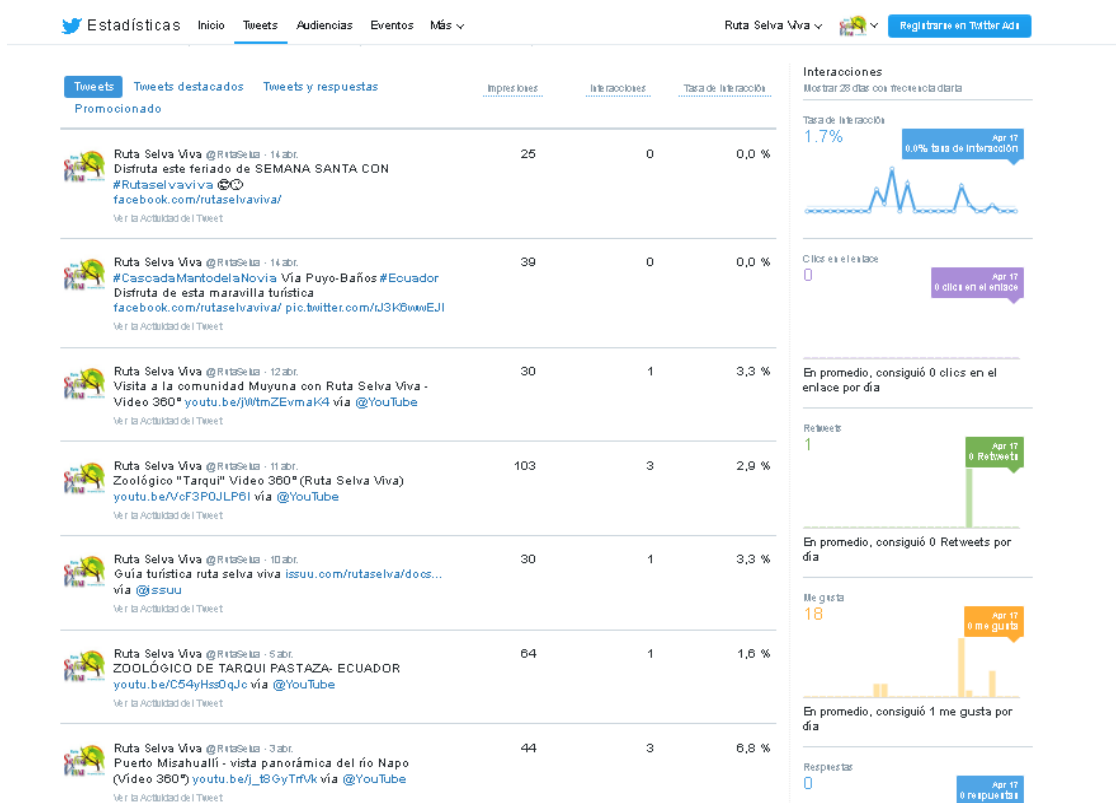 Estadísticas Inicio Tweets Audiencias Eventos Más Ruta Selva Viva Registrarse en Twitter Ads
Tweets Tweets destacados Tweets y respuestas
Promocionado
Impresiones Interacciones Tasa de Interacción
Ruta Selva Viva @RutaSelva · 14 abr. 25 0 0,0 %
Disfruta este feriado de SEMANA SANTA CON
#Rutaselvaviva
facebook.com/rutaselvaviva/
Ver la Actividad del Tweet
Ruta Selva Viva @RutaSelva · 14 abr. 39 0 0,0 %
#CascadaMantodelaNovia Vía Puyo-Baños #Ecuador
Disfruta de esta maravilla turística
facebook.com/rutaselvaviva/ pic.twitter.com/rJ3K6wwEJl
Ver la Actividad del Tweet
Ruta Selva Viva @RutaSelva · 12 abr. 30 1 3,3 %
Visita a la comunidad Muyuna con Ruta Selva Viva -
Video 360° youtu.be/jWtmZEvmaK4 vía @YouTube
Ver la Actividad del Tweet
Ruta Selva Viva @RutaSelva · 11 abr. 103 3 2,9 %
Zoológico "Tarqui" Video 360° (Ruta Selva Viva)
youtu.be/VcF3P0JLP6I vía @YouTube
Ver la Actividad del Tweet
Ruta Selva Viva @RutaSelva · 10 abr. 30 1 3,3 %
Guía turística ruta selva viva issuu.com/rutaselva/docs...
vía @issuu
Ver la Actividad del Tweet
Ruta Selva Viva @RutaSelva · 5 abr. 64 1 1,6 %
ZOOLÓGICO DE TARQUI PASTAZA- ECUADOR
youtu.be/C54yHss0qJc vía @YouTube
Ver la Actividad del Tweet
Ruta Selva Viva @RutaSelva · 3 abr. 44 3 6,8 %
Puerto Misahuallí - vista panorámica del río Napo
(Vídeo 360°) youtu.be/j_t8GyTrfVk vía @YouTube
Ver la Actividad del Tweet
Interacciones
Mostrar 28 días con frecuencia diaria
Tasa de Interacción
1.7%
Apr 17
0.0% tasa de interacción
Clics en el enlace
0
Apr 17
0 clics en el enlace
En promedio, consiguió 0 clics en el
enlace por día
Retweets
1
Apr 17
0 Retweets
En promedio, consiguió 0 Retweets por
día
Me gusta
18
Apr 17
0 me gusta
En promedio, consiguió 1 me gusta por
día
Respuestas
0
Apr 17
0 respuestas